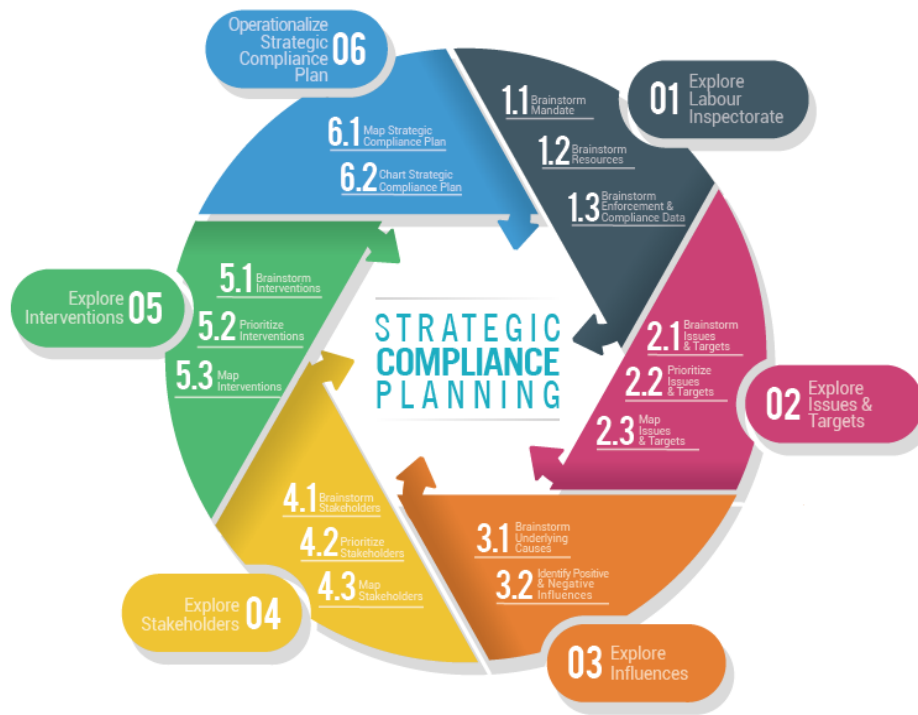 STRATEGIC
COMPLIANCE
PLANNING
01
Explore
Labour
Inspectorate
1.1 Brainstorm
Mandate
1.2 Brainstorm
Resources
1.3 Brainstorm
Enforcement &
Compliance Data
02
Explore
Issues &
Targets
2.1 Brainstorm
Issues
& Targets
2.2 Prioritize
Issues
& Targets
2.3 Map
Issues
& Targets
03
Explore
Influences
3.1 Brainstorm
Underlying
Causes
3.2 Identify Positive
& Negative
Influences
Explore
Stakeholders
04
4.1 Brainstorm
Stakeholders
4.2 Prioritize
Stakeholders
4.3 Map
Stakeholders
Explore
Interventions
05
5.1 Brainstorm
Interventions
5.2 Prioritize
Interventions
5.3 Map
Interventions
Operationalize
Strategic
Compliance
Plan
06
6.1 Map Strategic
Compliance Plan
6.2 Chart Strategic
Compliance Plan